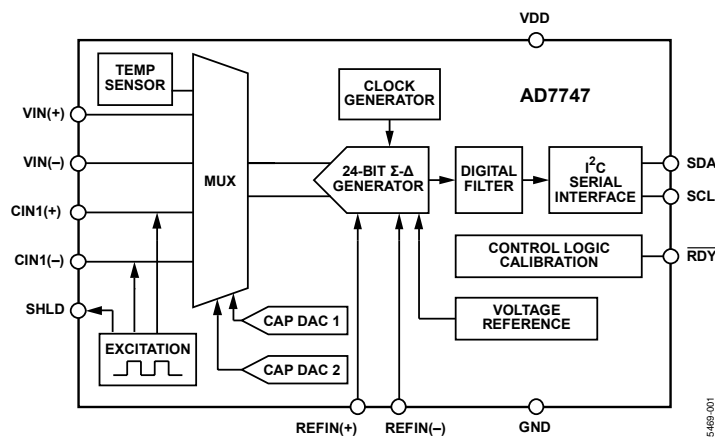 VDD
TEMP
SENSOR
CLOCK
GENERATOR
AD7747
VIN(+)
VIN(–)
MUX
24-BIT Σ-Δ
GENERATOR
DIGITAL
FILTER
I²C
SERIAL
INTERFACE
SDA
SCL
CIN1(+)
CIN1(–)
CONTROL LOGIC
CALIBRATION
RDY
SHLD
EXCITATION
CAP DAC 1
CAP DAC 2
VOLTAGE
REFERENCE
REFIN(+)
REFIN(–)
GND
5469-001